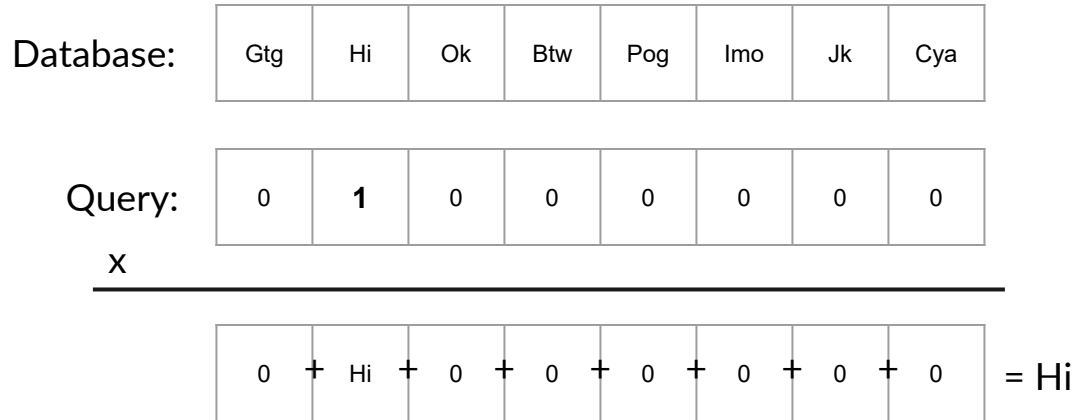 Database: Gtg Hi Ok Btw Pog Imo Jk Cya
Query: 0 1 0 0 0 0 0 0
x
0 + Hi + 0 + 0 + 0 + 0 + 0 + 0 = Hi